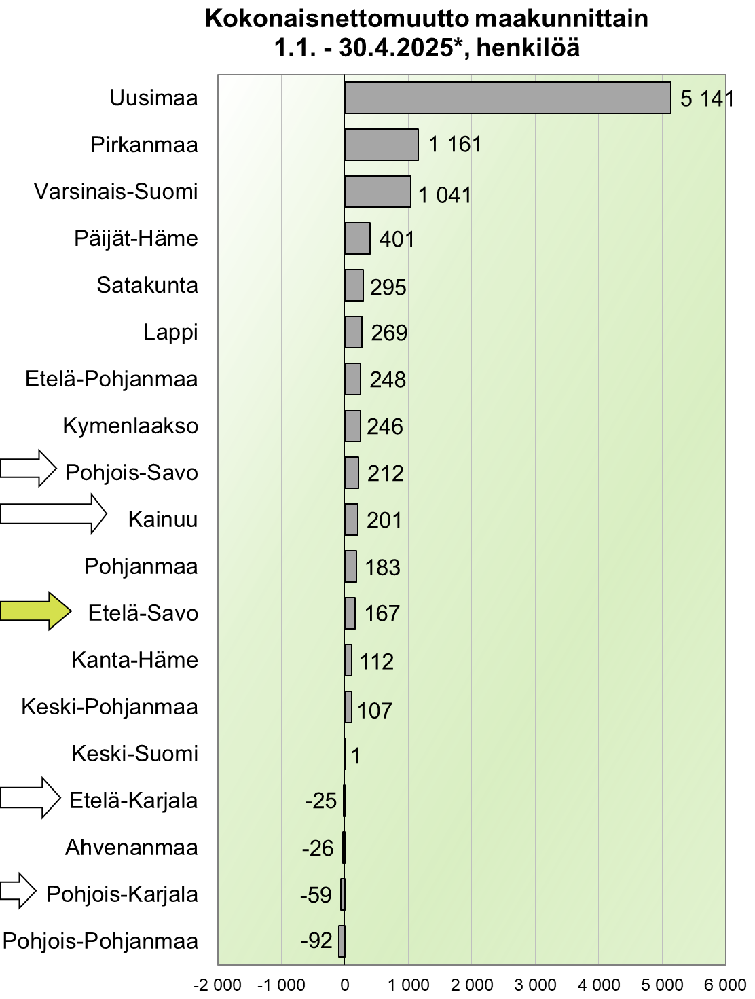 Kokonaisnettomuutto maakunnittain
1.1. - 30.4.2025*, henkilöä
Uusimaa 5 141
Pirkanmaa 1 161
Varsinais-Suomi 1 041
Päijät-Häme 401
Satakunta 295
Lappi 269
Etelä-Pohjanmaa 248
Kymenlaakso 246
Pohjois-Savo 212
Kainuu 201
Pohjanmaa 183
Etelä-Savo 167
Kanta-Häme 112
Keski-Pohjanmaa 107
Keski-Suomi 1
Etelä-Karjala -25
Ahvenanmaa -26
Pohjois-Karjala -59
Pohjois-Pohjanmaa -92
-2 000 -1 000 0 1 000 2 000 3 000 4 000 5 000 6 000